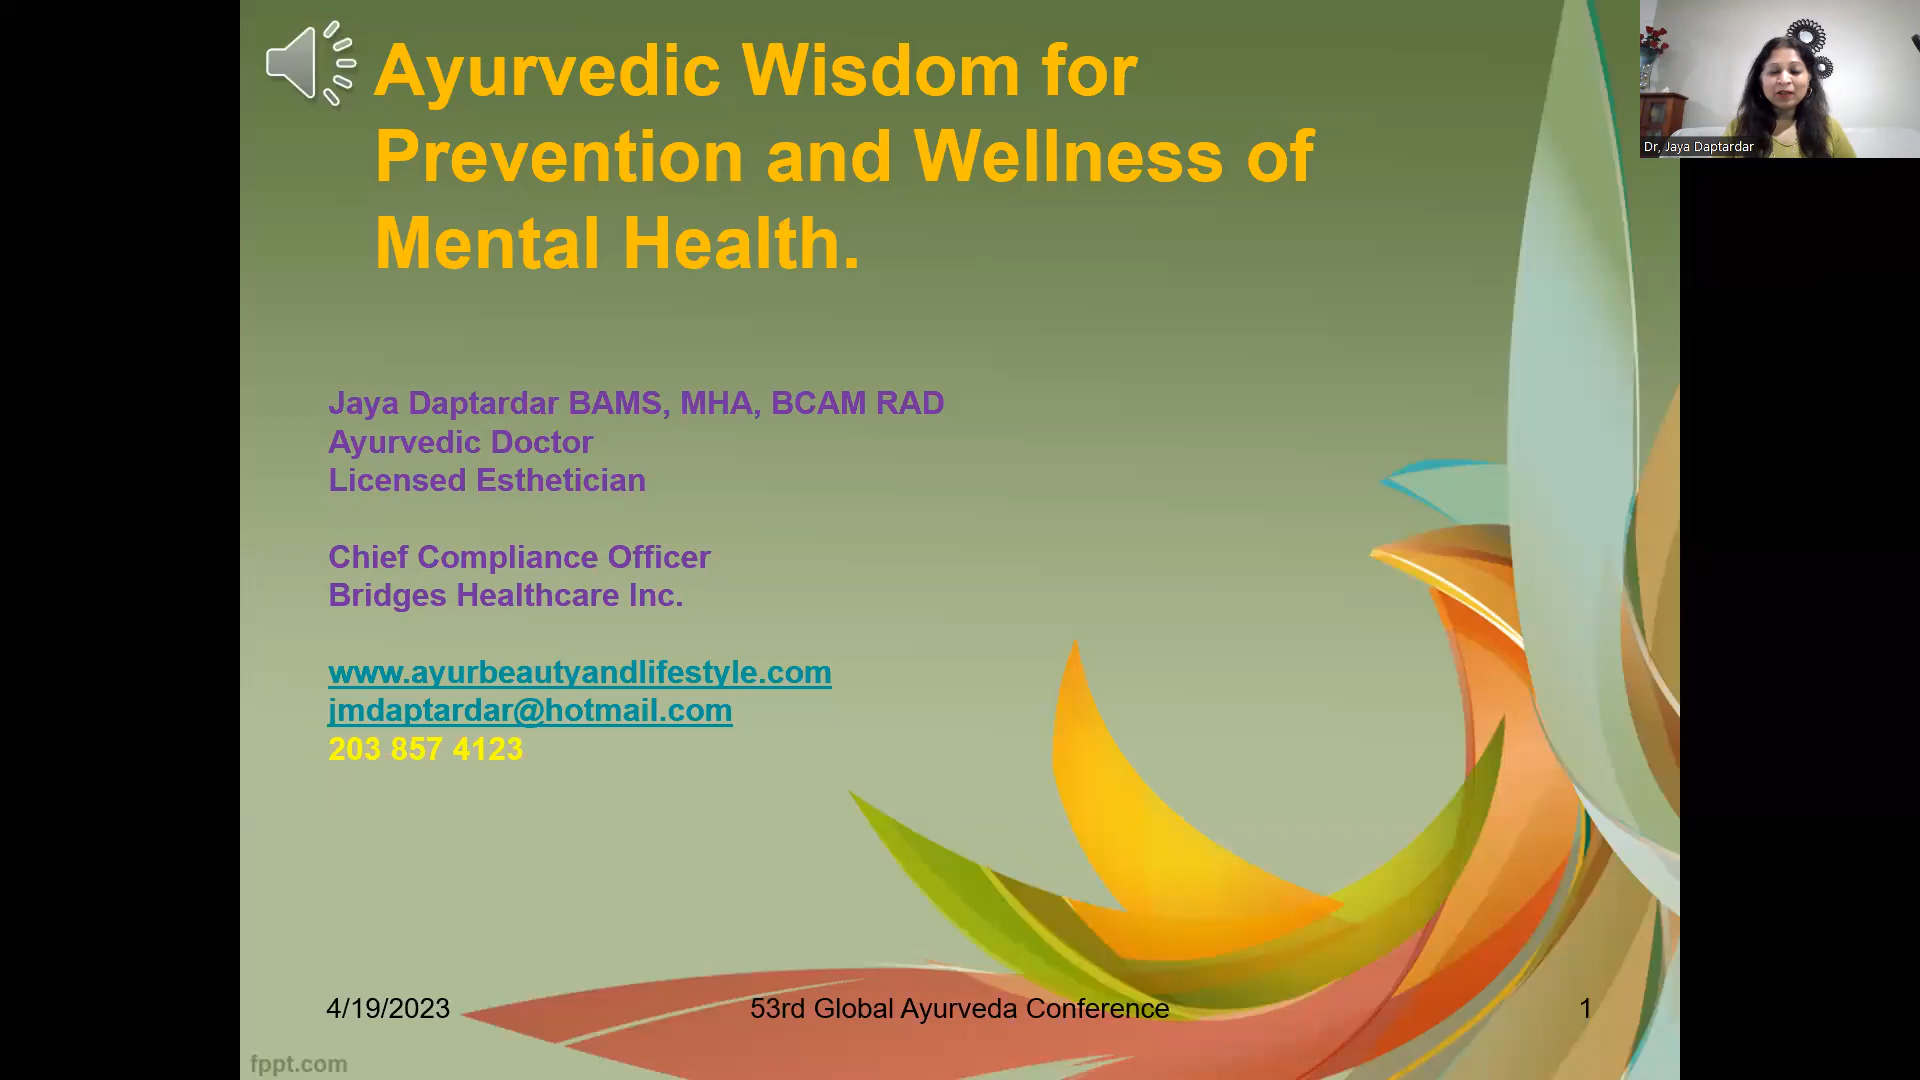 Ayurvedic Wisdom for
Prevention and Wellness of
Mental Health.
Dr, Jaya Daptardar
Jaya Daptardar BAMS, MHA, BCAM RAD
Ayurvedic Doctor
Licensed Esthetician
Chief Compliance Officer
Bridges Healthcare Inc.
www.ayurbeautyandlifestyle.com
jmdaptardar@hotmail.com
203 857 4123
4/19/2023
53rd Global Ayurveda Conference
1
fppt.com